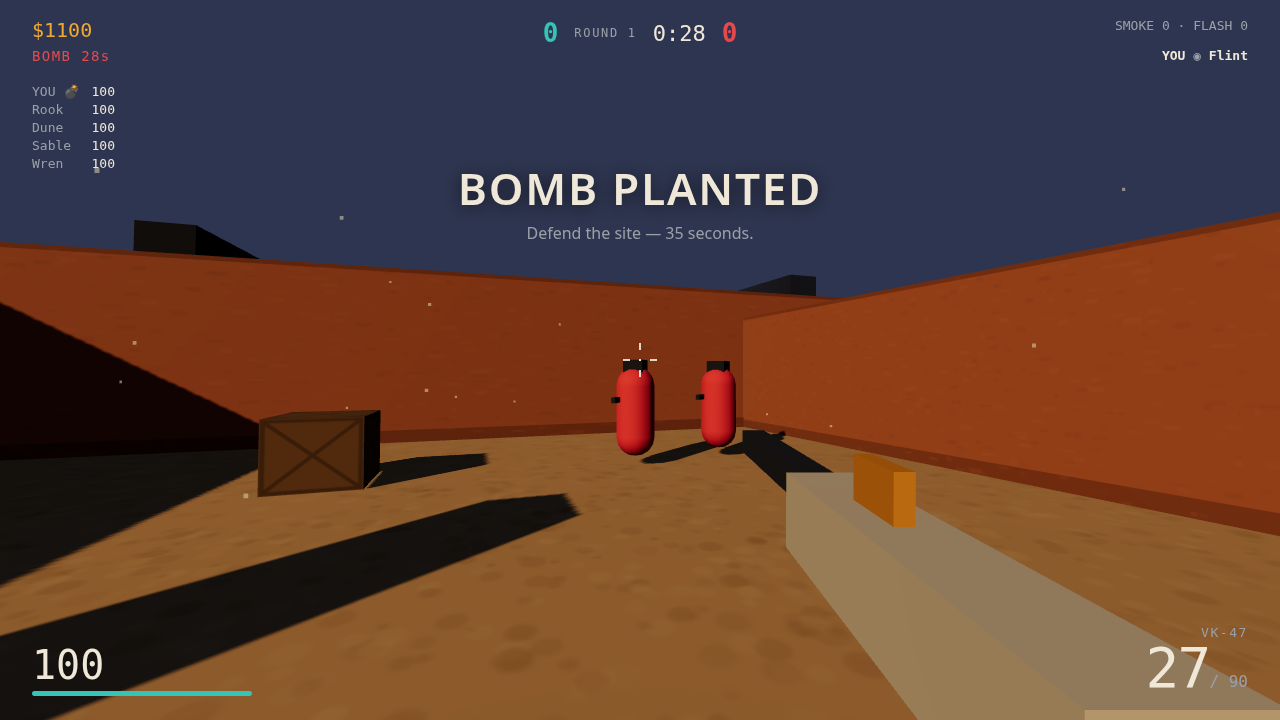 $1100
BOMB 28s
0 ROUND 1 0:28 0
SMOKE 0 · FLASH 0
YOU ◉ Flint
YOU 💣 100
Rook 100
Dune 100
Sable 100
Wren 100
BOMB PLANTED
Defend the site — 35 seconds.
100
VK-47
27 / 90